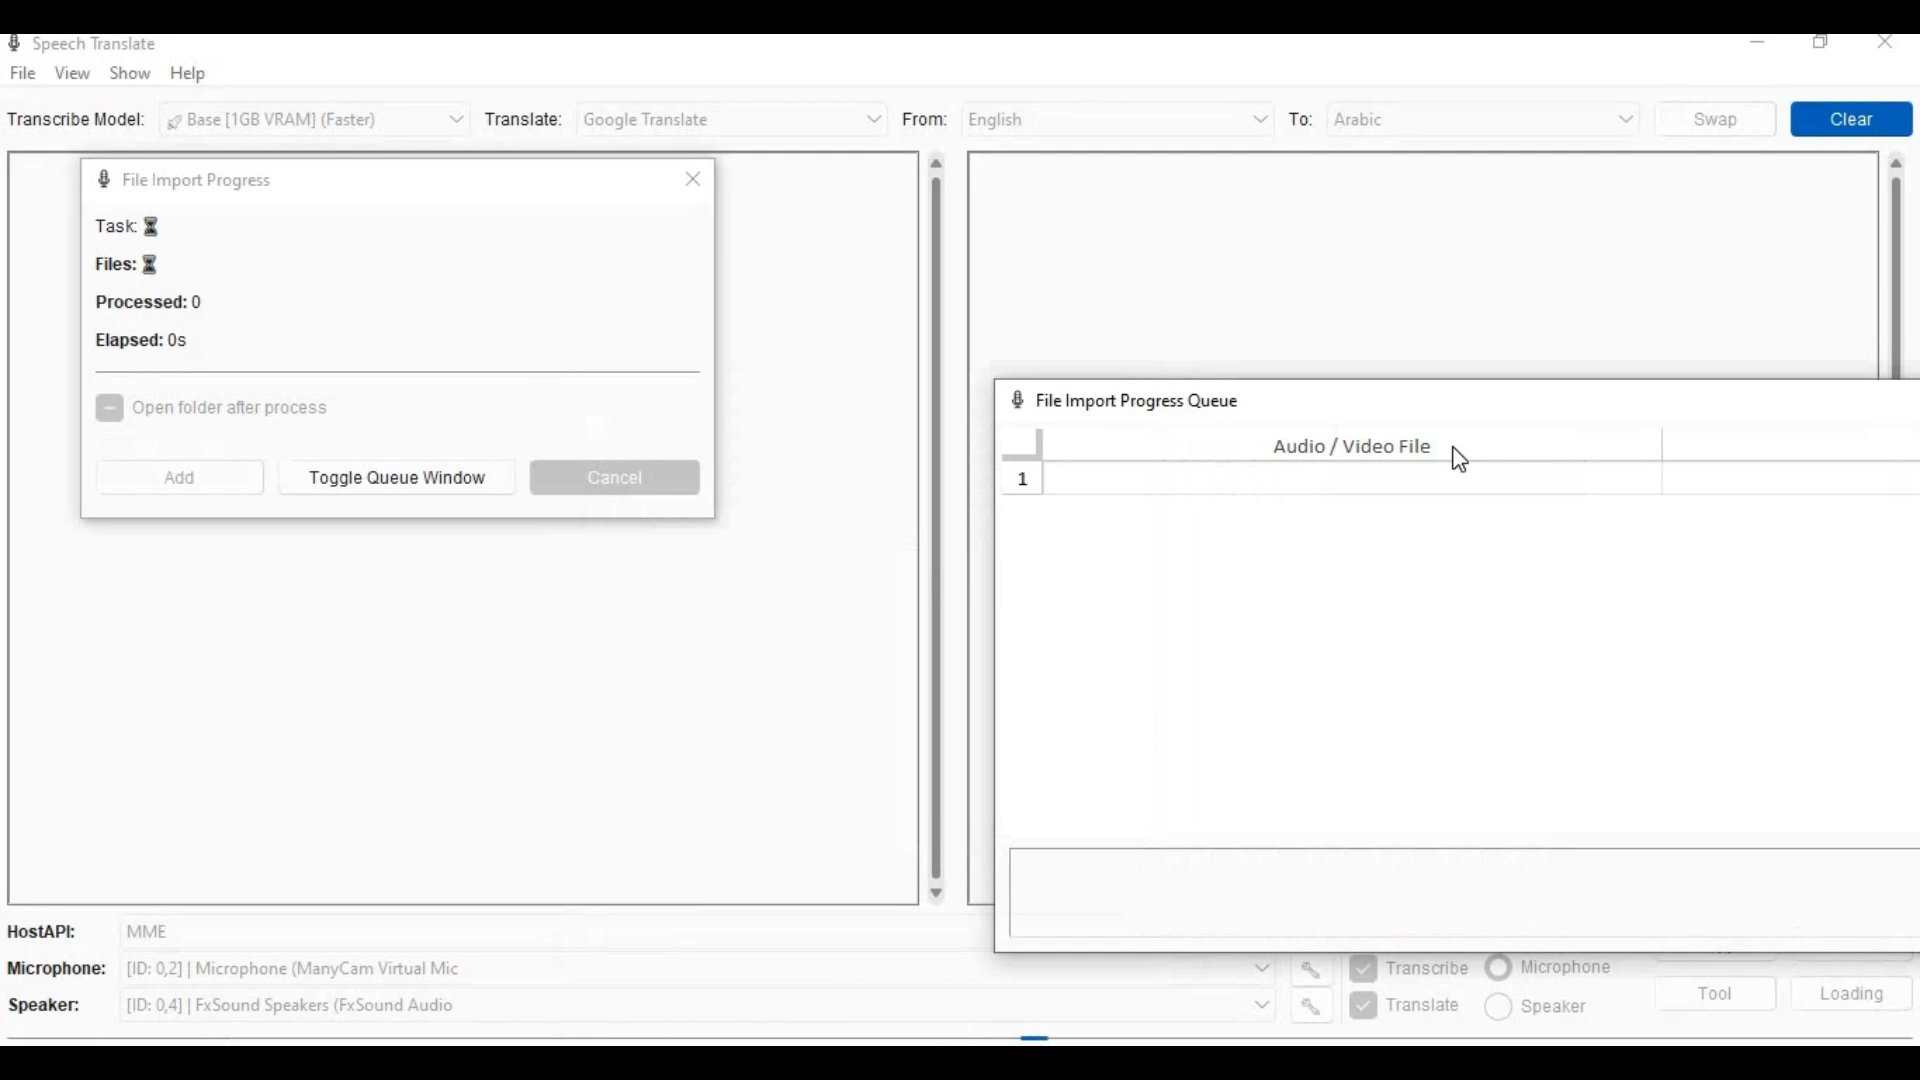 Speech Translate
File View Show Help
Transcribe Model: Base [1GB VRAM] (Faster) Translate: Google Translate From: English To: Arabic Swap Clear
File Import Progress
Task: ⌛
Files: ⌛
Processed: 0
Elapsed: 0s
Open folder after process
Add Toggle Queue Window Cancel
File Import Progress Queue
Audio / Video File
1
HostAPI: MME
Microphone: [ID: 0,2] | Microphone (ManyCam Virtual Mic
Speaker: [ID: 0,4] | FxSound Speakers (FxSound Audio
Transcribe Microphone
Translate Speaker
Tool Loading